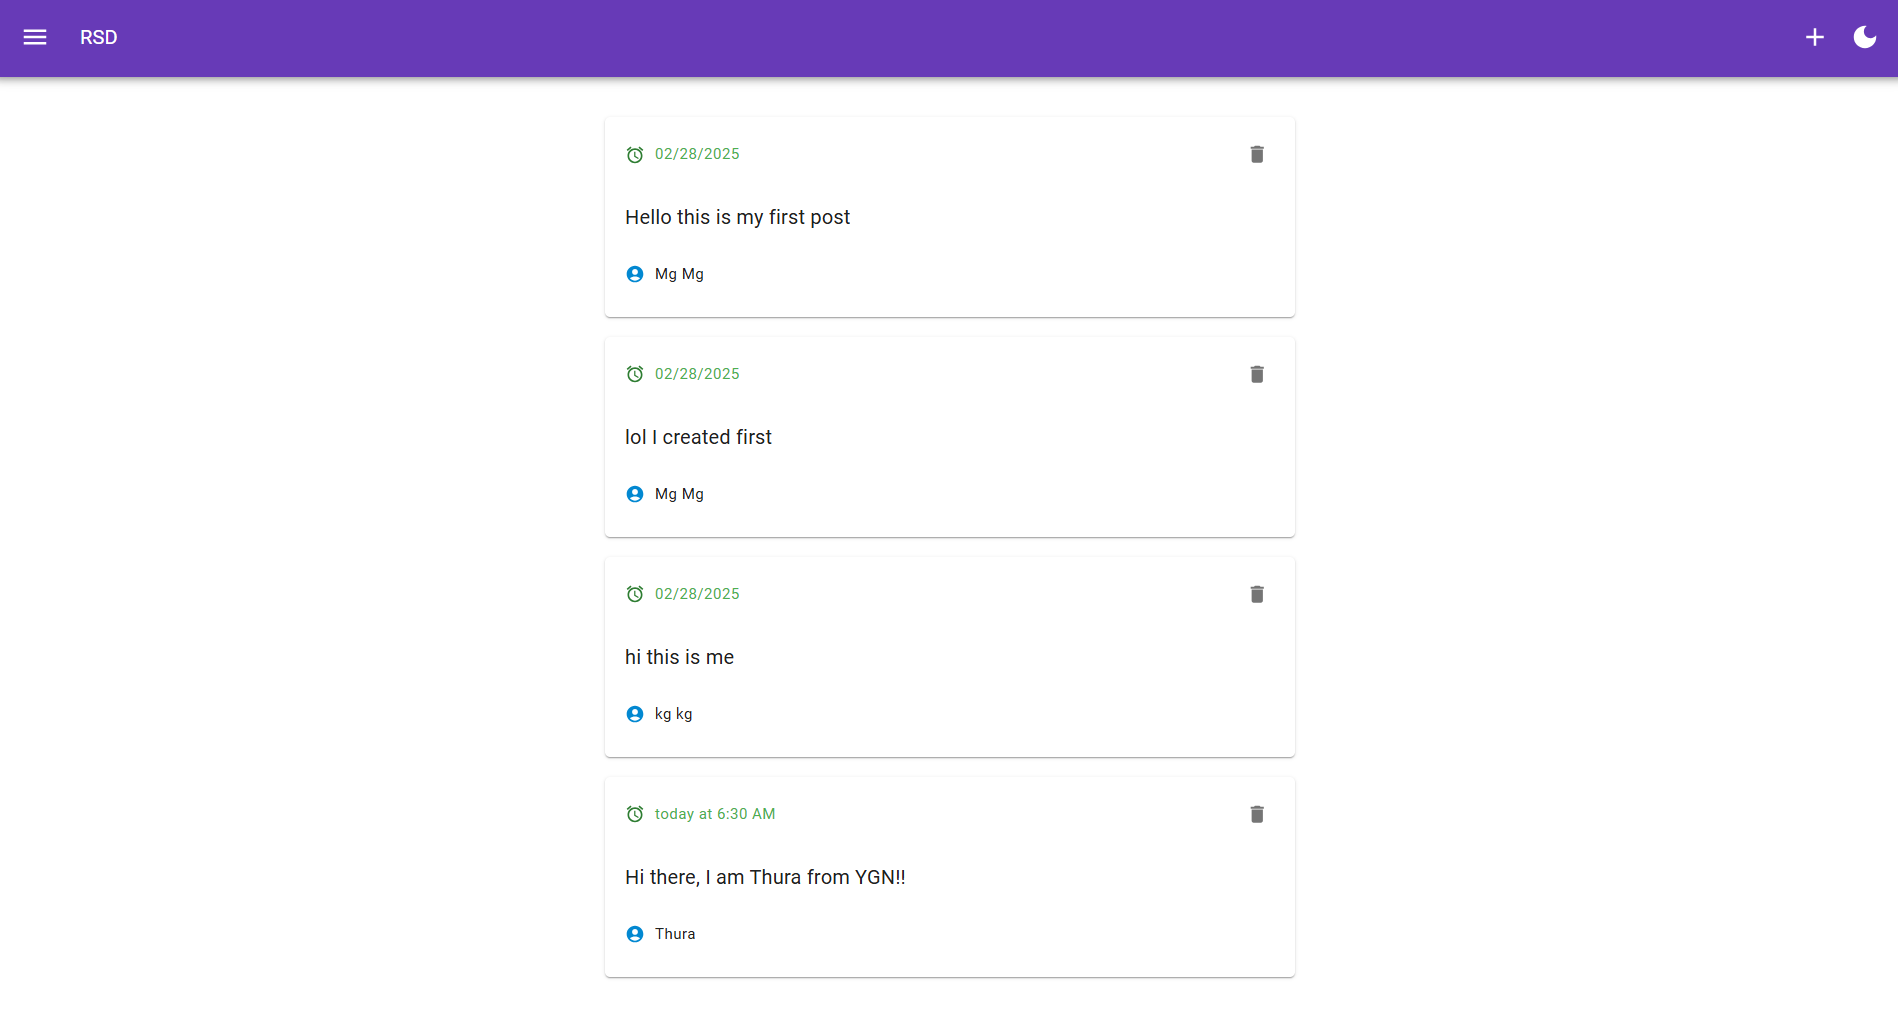 RSD
02/28/2025
Hello this is my first post
Mg Mg
02/28/2025
lol I created first
Mg Mg
02/28/2025
hi this is me
kg kg
today at 6:30 AM
Hi there, I am Thura from YGN!!
Thura